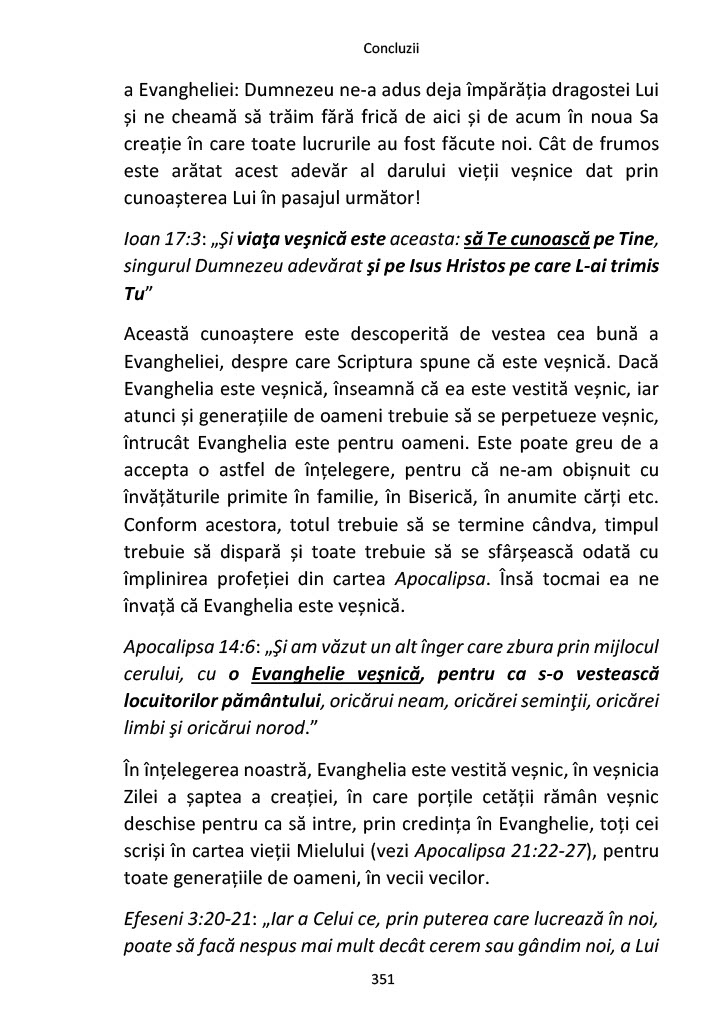 Concluzii
a Evangheliei: Dumnezeu ne-a adus deja împărăția dragostei Lui
și ne cheamă să trăim fără frică de aici și de acum în noua Sa
creație în care toate lucrurile au fost făcute noi. Cât de frumos
este arătat acest adevăr al darului vieții veșnice dat prin
cunoașterea Lui în pasajul următor!
Ioan 17:3: „Şi viaţa veşnică este aceasta: să Te cunoască pe Tine,
singurul Dumnezeu adevărat şi pe Isus Hristos pe care L-ai trimis
Tu”
Această cunoaștere este descoperită de vestea cea bună a
Evangheliei, despre care Scriptura spune că este veșnică. Dacă
Evanghelia este veșnică, înseamnă că ea este vestită veșnic, iar
atunci și generațiile de oameni trebuie să se perpetueze veșnic,
întrucât Evanghelia este pentru oameni. Este poate greu de a
accepta o astfel de înțelegere, pentru că ne-am obișnuit cu
învățăturile primite în familie, în Biserică, în anumite cărți etc.
Conform acestora, totul trebuie să se termine cândva, timpul
trebuie să dispară și toate trebuie să se sfârșească odată cu
împlinirea profeției din cartea Apocalipsa. Însă tocmai ea ne
învață că Evanghelia este veșnică.
Apocalipsa 14:6: „Şi am văzut un alt înger care zbura prin mijlocul
cerului, cu o Evanghelie veşnică, pentru ca s-o vestească
locuitorilor pământului, oricărui neam, oricărei seminţii, oricărei
limbi şi oricărui norod.”
În înțelegerea noastră, Evanghelia este vestită veșnic, în veșnicia
Zilei a șaptea a creației, în care porțile cetății rămân veșnic
deschise pentru ca să intre, prin credința în Evanghelie, toți cei
scriși în cartea vieții Mielului (vezi Apocalipsa 21:22-27), pentru
toate generațiile de oameni, în vecii vecilor.
Efeseni 3:20-21: „Iar a Celui ce, prin puterea care lucrează în noi,
poate să facă nespus mai mult decât cerem sau gândim noi, a Lui
351